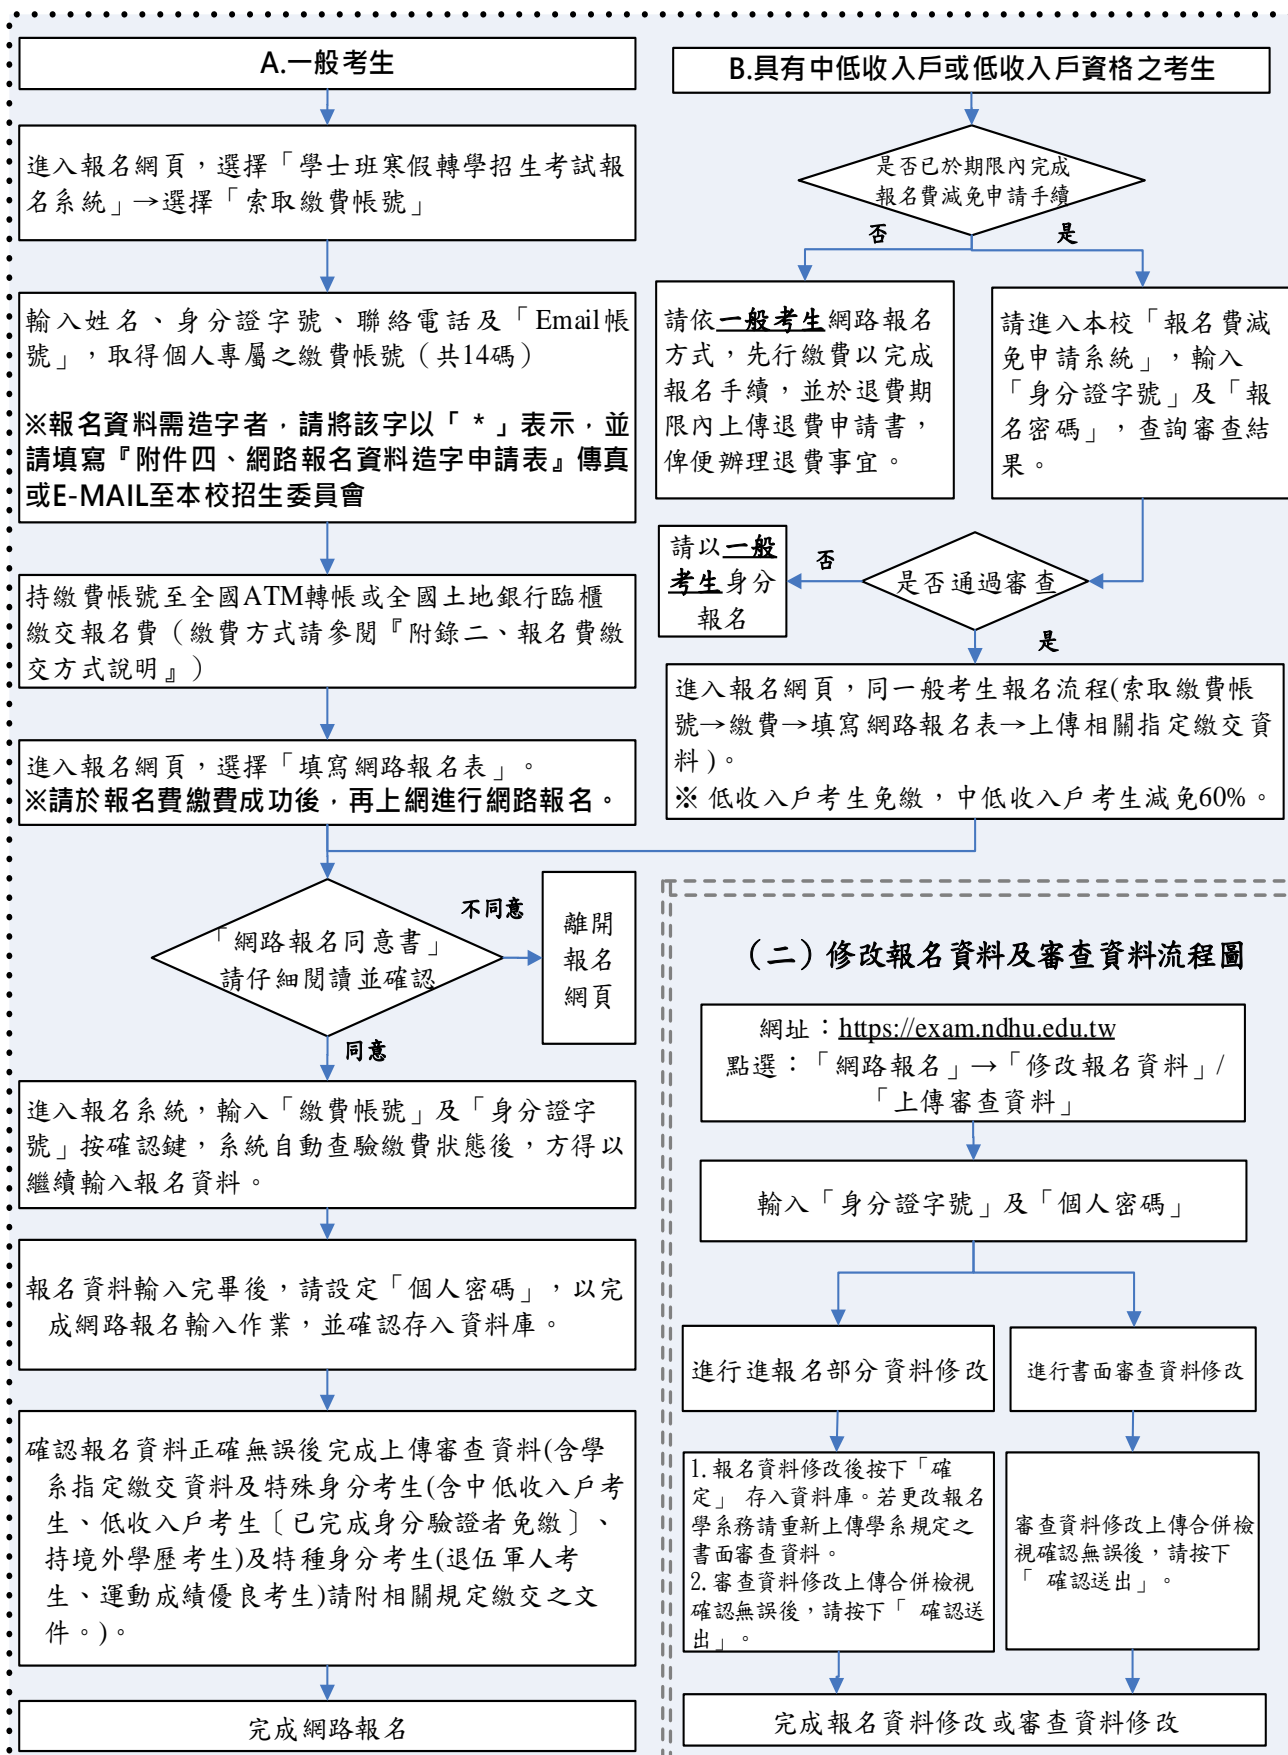 A.一般考生
進入報名網頁，選擇「學士班寒假轉學招生考試報
名系統」→選擇「索取繳費帳號」
輸入姓名、身分證字號、聯絡電話及「Email帳
號」，取得個人專屬之繳費帳號（共14碼）
※報名資料需造字者，請將該字以「 * 」表示，並
請填寫『附件四、網路報名資料造字申請表』傳真
或E-MAIL至本校招生委員會
持繳費帳號至全國ATM轉帳或全國土地銀行臨櫃
繳交報名費（繳費方式請參閱『附錄二、報名費繳
交方式說明』）
進入報名網頁，選擇「填寫網路報名表」。
※請於報名費繳費成功後，再上網進行網路報名。
B.具有中低收入戶或低收入戶資格之考生
是否已於期限內完成
報名費減免申請手續
否
是
請依一般考生網路報名
方式，先行繳費以完成
報名手續，並於退費期
限內上傳退費申請書，
俾便辦理退費事宜。
請進入本校「報名費減
免申請系統」，輸入
「身分證字號」及「報
名密碼」，查詢審查結
果。
是否通過審查
否
請以一般
考生身分
報名
是
進入報名網頁，同一般考生報名流程(索取繳費帳
號→繳費→填寫網路報名表→上傳相關指定繳交資
料)。
※ 低收入戶考生免繳，中低收入戶考生減免60%。
「網路報名同意書」
請仔細閱讀並確認
不同意
離開
報名
網頁
同意
進入報名系統，輸入「繳費帳號」及「身分證字
號」按確認鍵，系統自動查驗繳費狀態後，方得以
繼續輸入報名資料。
報名資料輸入完畢後，請設定「個人密碼」，以完
成網路報名輸入作業，並確認存入資料庫。
確認報名資料正確無誤後完成上傳審查資料(含學
系指定繳交資料及特殊身分考生(含中低收入戶考
生、低收入戶考生〔已完成身分驗證者免繳〕、
持境外學歷考生)及特種身分考生(退伍軍人考
生、運動成績優良考生)請附相關規定繳交之文
件。)。
完成網路報名
（二）修改報名資料及審查資料流程圖
網址：https://exam.ndhu.edu.tw
點選：「網路報名」→「修改報名資料」/
「上傳審查資料」
輸入「身分證字號」及「個人密碼」
進行進報名部分資料修改
進行書面審查資料修改
1.報名資料修改後按下「確
定」 存入資料庫。若更改報名
學系務請重新上傳學系規定之
書面審查資料。
2.審查資料修改上傳合併檢視
確認無誤後，請按下「 確認送
出」。
審查資料修改上傳合併檢
視確認無誤後，請按下
「 確認送出」。
完成報名資料修改或審查資料修改